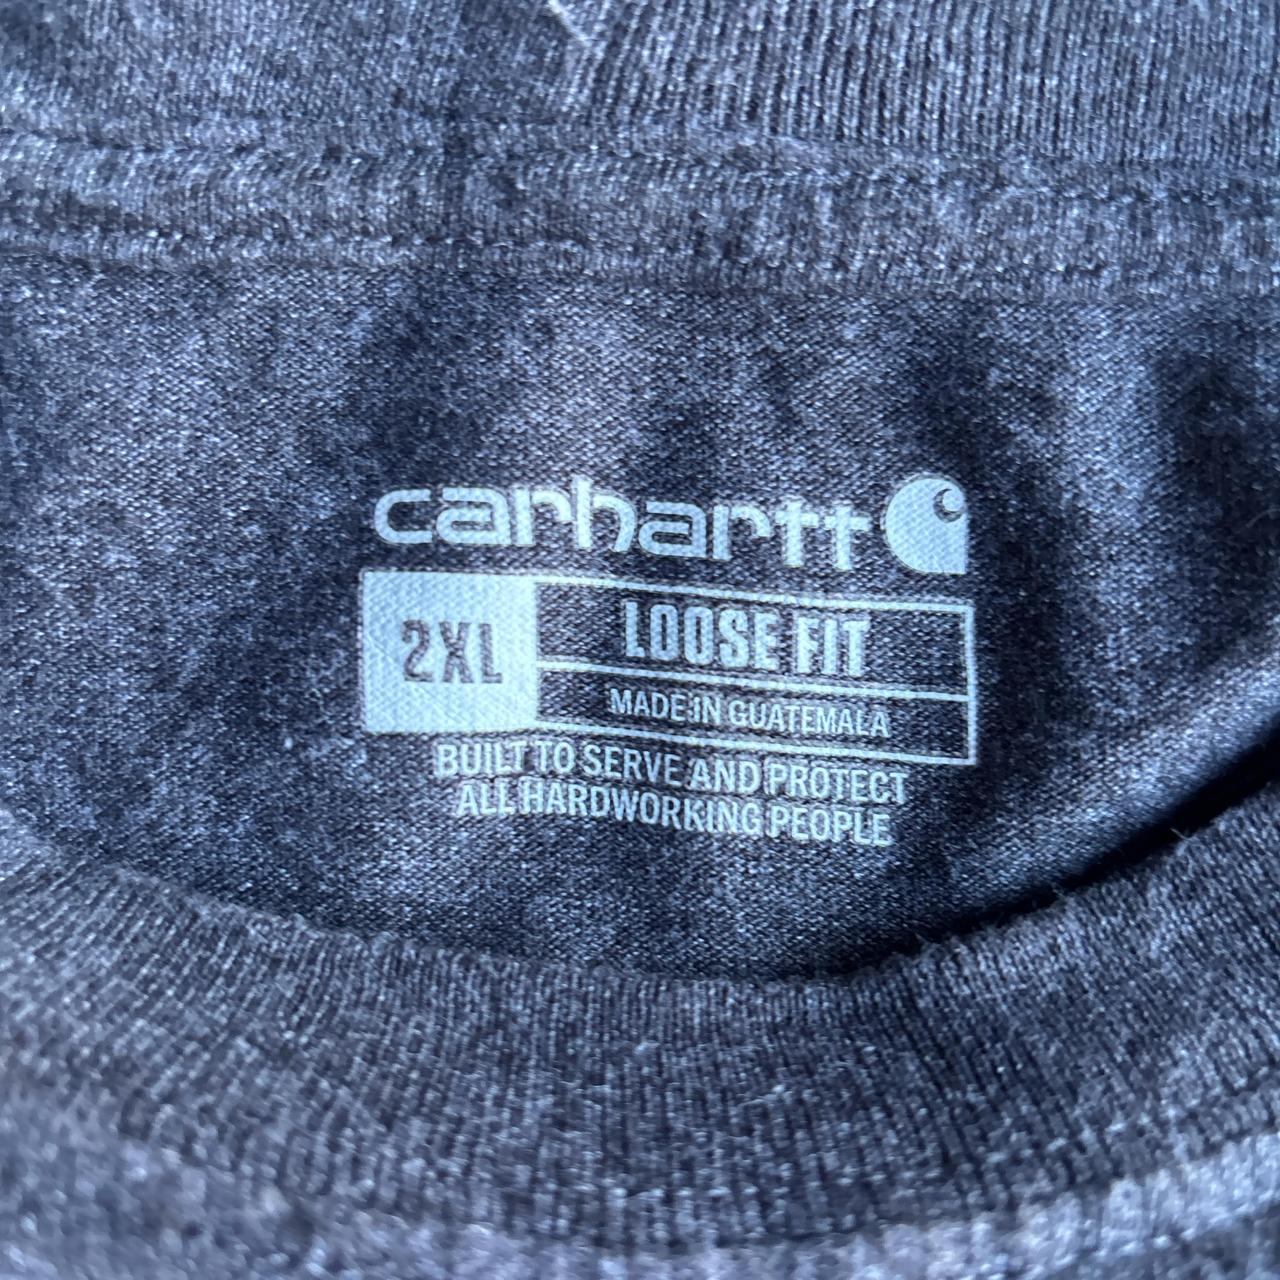 carhartt
2XL
LOOSE FIT
MADE IN GUATEMALA
BUILT TO SERVE AND PROTECT
ALL HARDWORKING PEOPLE